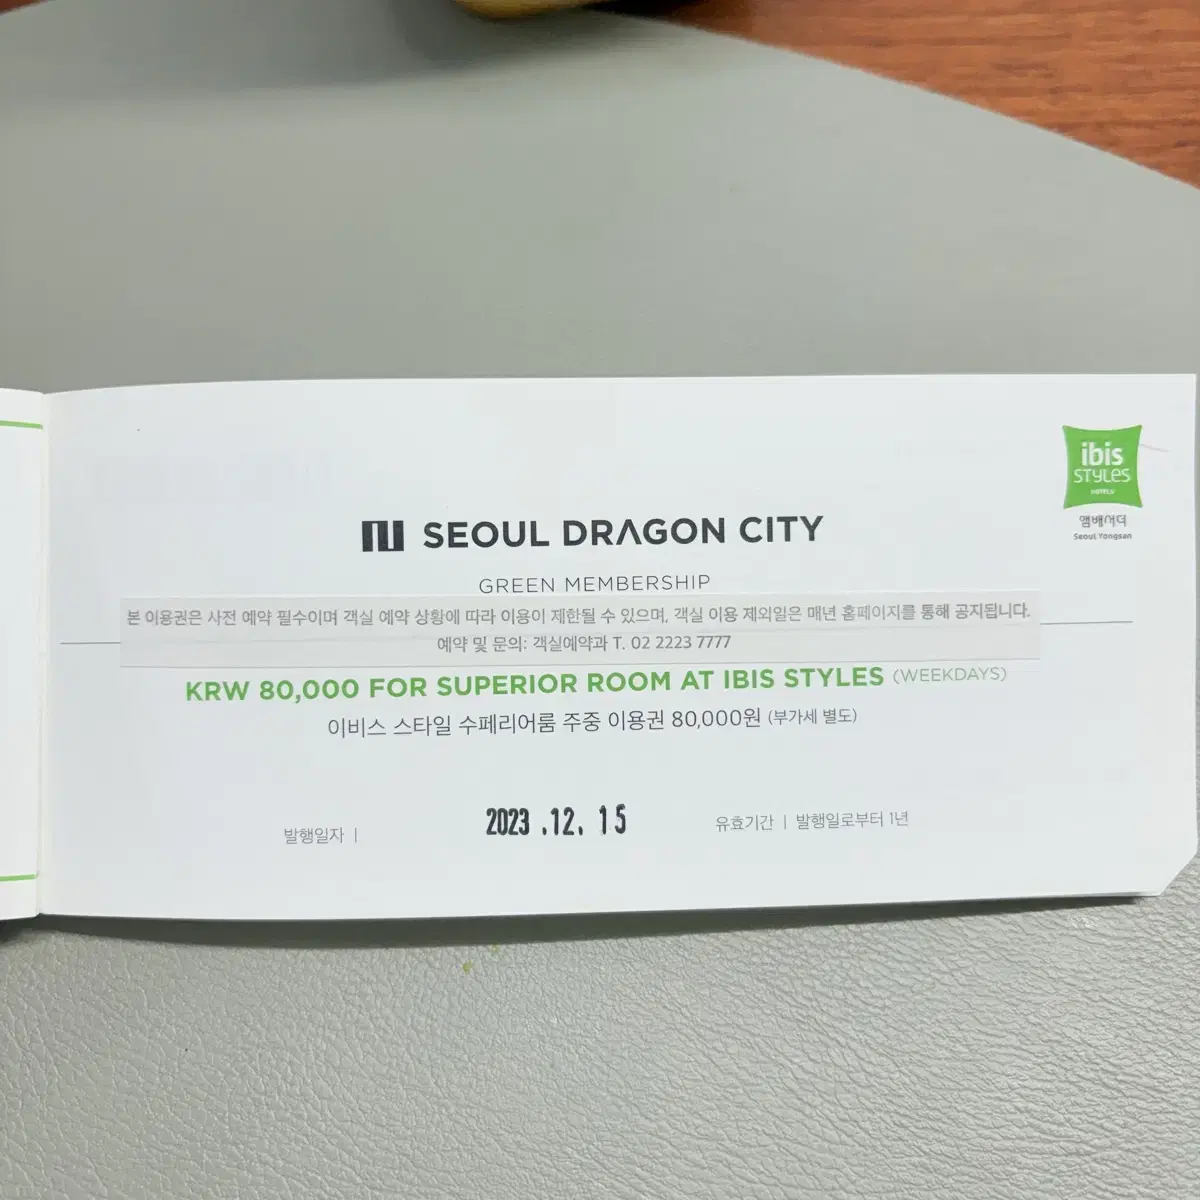 ibis
STYLES
HOTELS
앰배서더
Seoul Yongsan
SEOUL DRAGON CITY
GREEN MEMBERSHIP
본 이용권은 사전 예약 필수이며 객실 예약 상황에 따라 이용이 제한될 수 있으며, 객실 이용 제외일은 매년 홈페이지를 통해 공지됩니다.
예약 및 문의: 객실예약과 T. 02 2223 7777
KRW 80,000 FOR SUPERIOR ROOM AT IBIS STYLES (WEEKDAYS)
이비스 스타일 수페리어룸 주중 이용권 80,000원 (부가세 별도)
발행일자 | 2023 .12. 15 유효기간 | 발행일로부터 1년